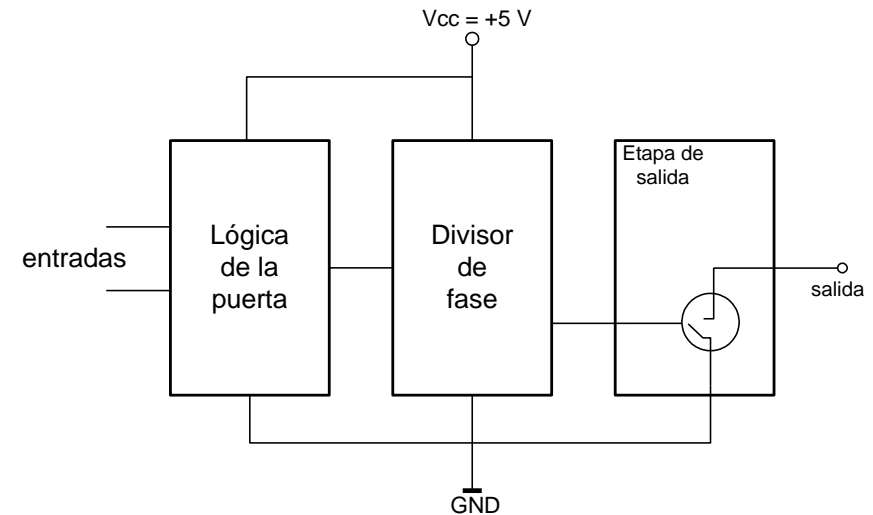 Vcc = +5 V
entradas
Lógica
de la
puerta
Divisor
de
fase
Etapa de
salida
salida
GND